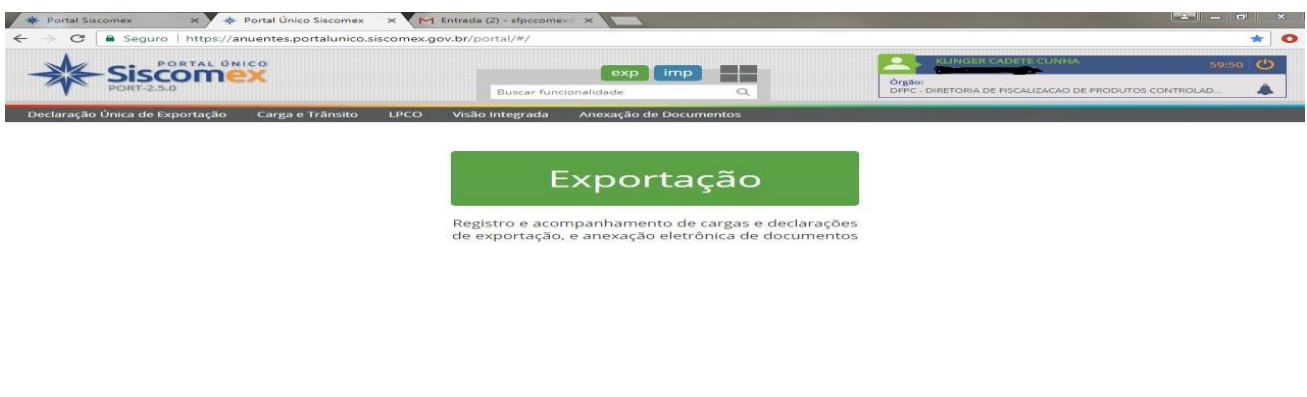 Portal Siscomex
Portal Único Siscomex
Entrada (2) - sfpccomex
Seguro | https://anuentes.portalunico.siscomex.gov.br/portal/#/
PORTAL ÚNICO
Siscomex
PORT-2.5.0
exp imp
Buscar funcionalidade
KLINGER CADETE CUNHA
59:50
Órgão:
DFPC - DIRETORIA DE FISCALIZACAO DE PRODUTOS CONTROLAD...
Declaração Única de Exportação Carga e Trânsito LPCO Visão Integrada Anexação de Documentos
Exportação
Registro e acompanhamento de cargas e declarações
de exportação, e anexação eletrônica de documentos